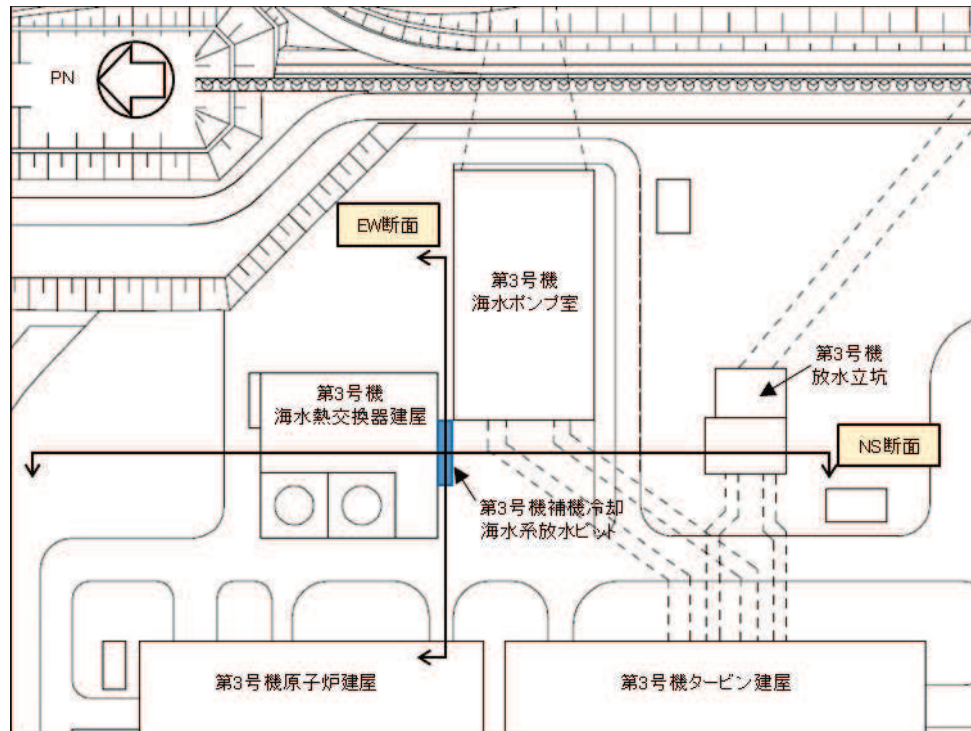 PN
EW断面
第3号機
海水ポンプ室
第3号機
放水立坑
第3号機
海水熱交換器建屋
NS断面
第3号機補機冷却
海水系放水ピット
第3号機原子炉建屋
第3号機タービン建屋